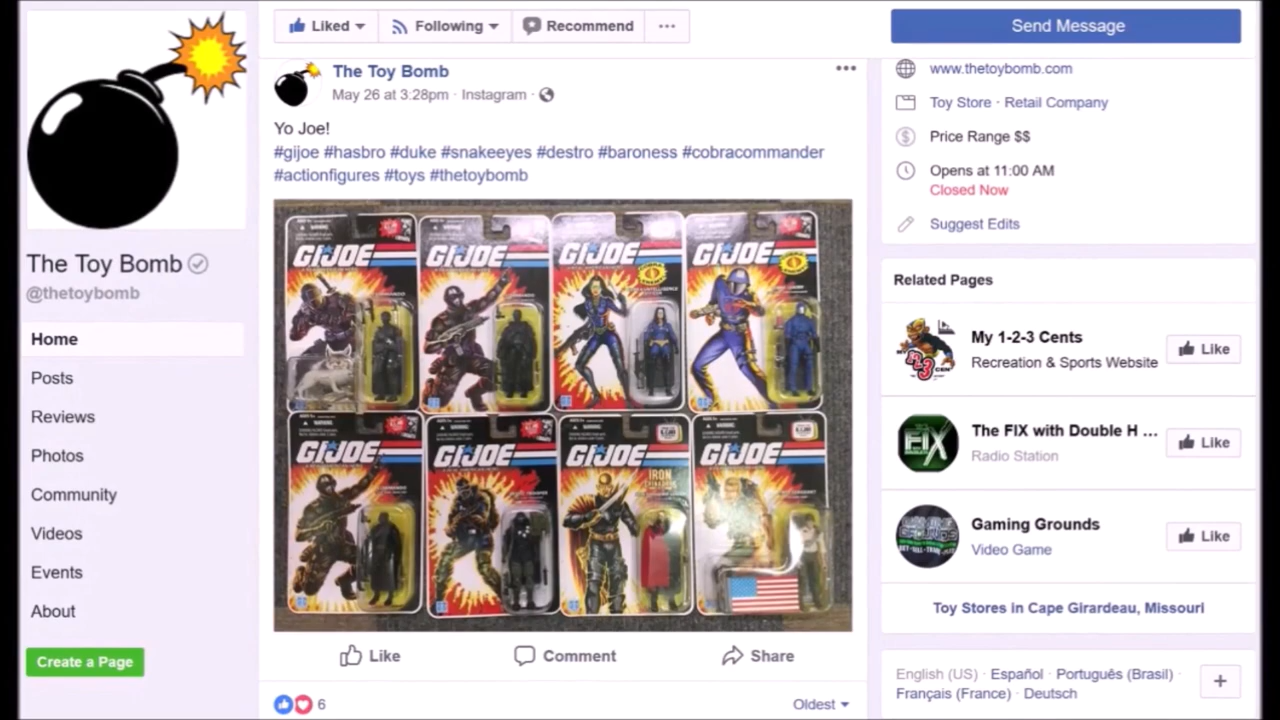 Liked
Following
Recommend
Send Message
The Toy Bomb
May 26 at 3:28pm · Instagram ·
Yo Joe!
#gijoe #hasbro #duke #snakeeyes #destro #baroness #cobracommander
#actionfigures #toys #thetoybomb
GI JOE
GI JOE
GI JOE
GI JOE
GI JOE
GI JOE
GI JOE
GI JOE
IRON
Like
Comment
Share
6
Oldest
The Toy Bomb
@thetoybomb
Home
Posts
Reviews
Photos
Community
Videos
Events
About
Create a Page
www.thetoybomb.com
Toy Store · Retail Company
Price Range $$
Opens at 11:00 AM
Closed Now
Suggest Edits
Related Pages
My 1-2-3 Cents
Recreation & Sports Website
Like
The FIX with Double H ...
Radio Station
Like
FIX
Gaming Grounds
Video Game
Like
Toy Stores in Cape Girardeau, Missouri
English (US) · Español · Português (Brasil) ·
Français (France) · Deutsch